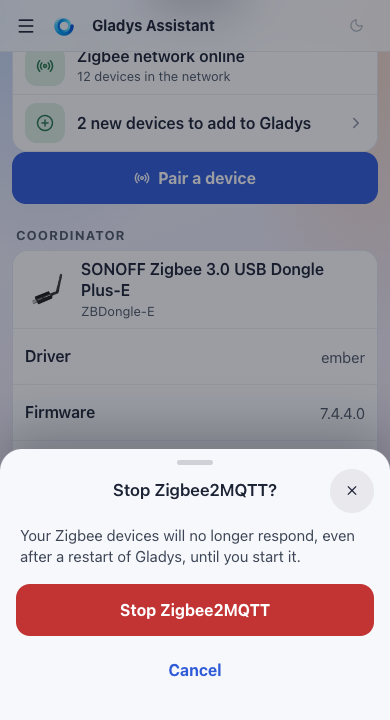 Gladys Assistant
Zigbee network online
12 devices in the network
2 new devices to add to Gladys
Pair a device
COORDINATOR
SONOFF Zigbee 3.0 USB Dongle
Plus-E
ZBDongle-E
Driver
ember
Firmware
7.4.4.0
Stop Zigbee2MQTT?
Your Zigbee devices will no longer respond, even
after a restart of Gladys, until you start it.
Stop Zigbee2MQTT
Cancel